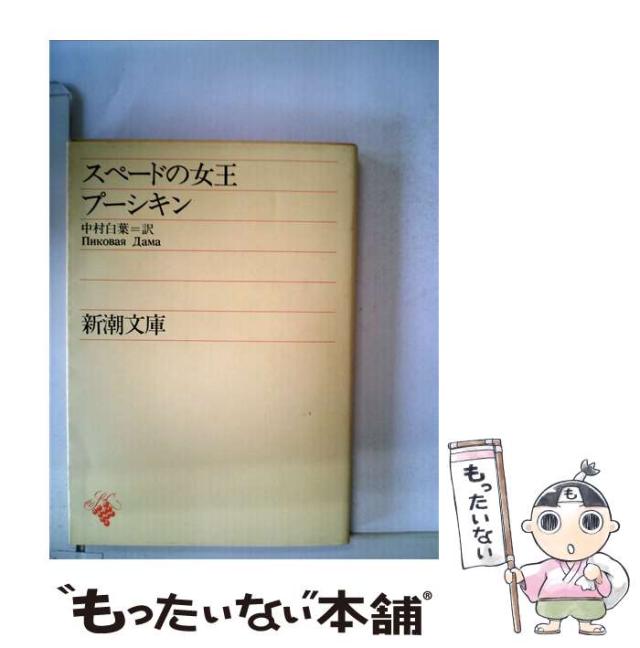 スペードの女王
プーシキン
中村白葉=訳
Пиковая Дама
新潮文庫
もったいない
も
"もったいない"本舗®